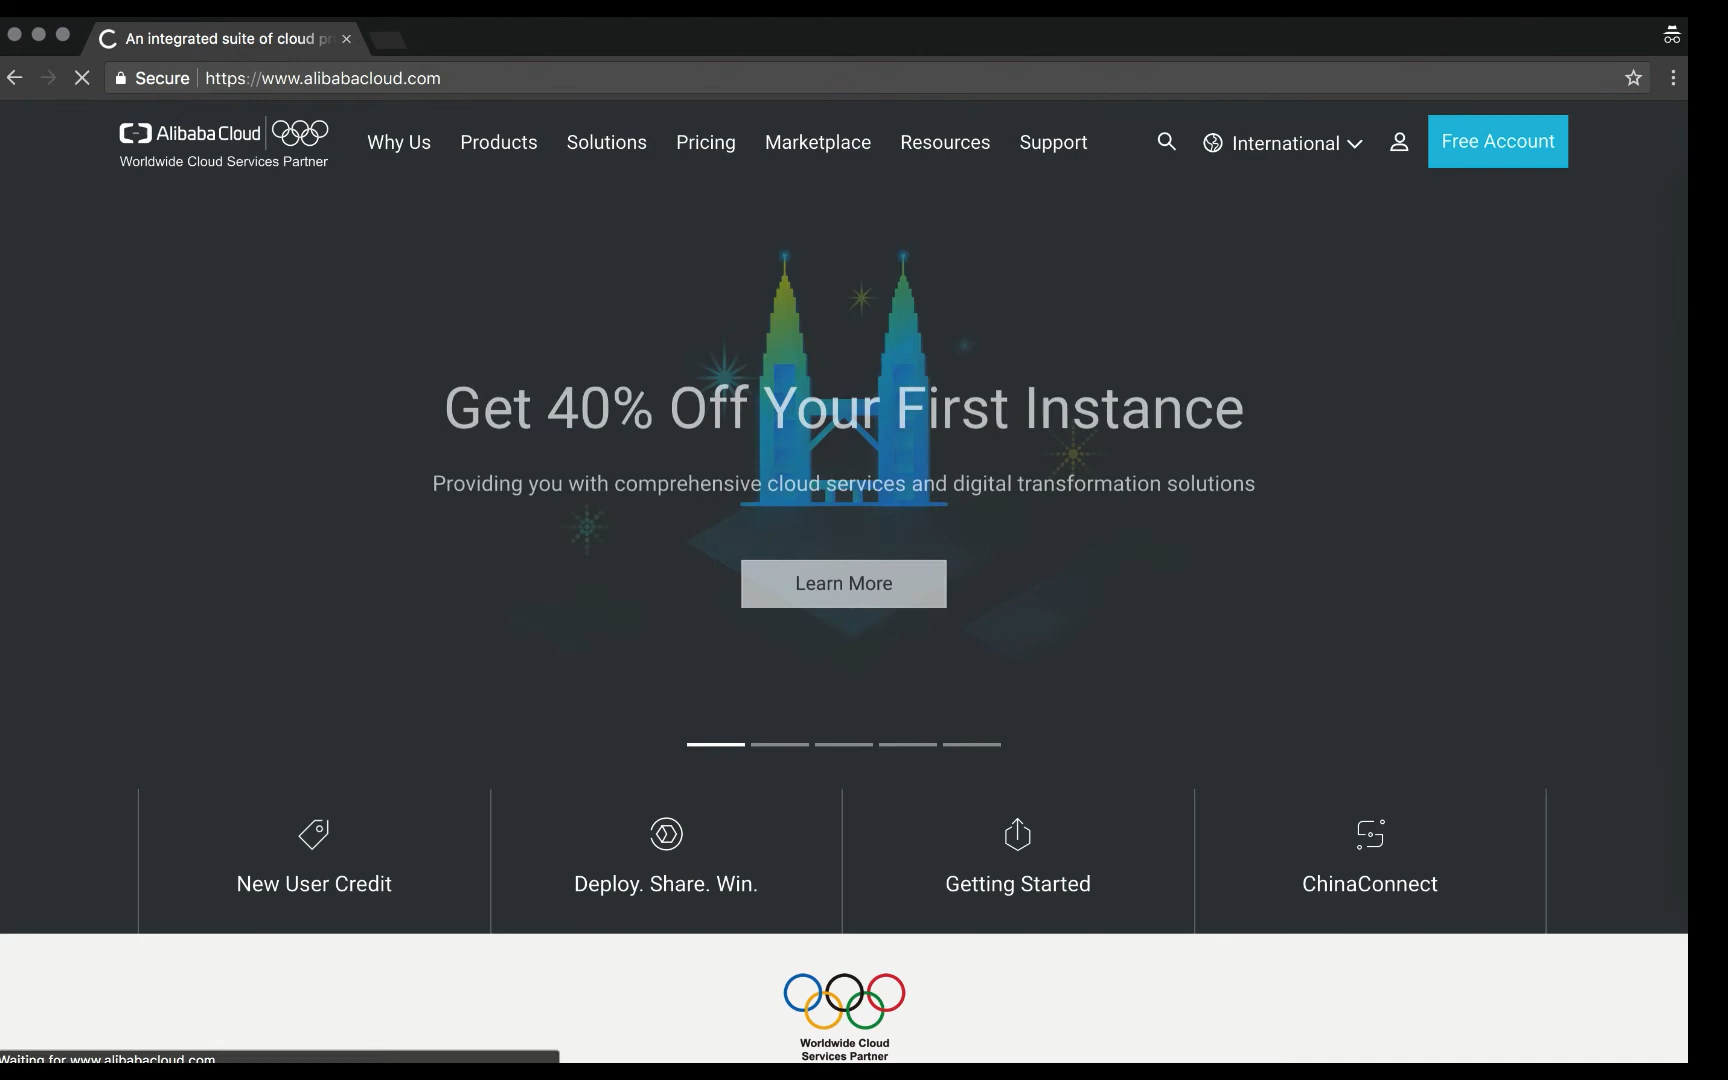 An integrated suite of cloud pr
Secure https://www.alibabacloud.com
Alibaba Cloud
Worldwide Cloud Services Partner
Why Us Products Solutions Pricing Marketplace Resources Support International Free Account
Get 40% Off Your First Instance
Providing you with comprehensive cloud services and digital transformation solutions
Learn More
New User Credit Deploy. Share. Win. Getting Started ChinaConnect
Worldwide Cloud
Services Partner
Waiting for www.alibabacloud.com